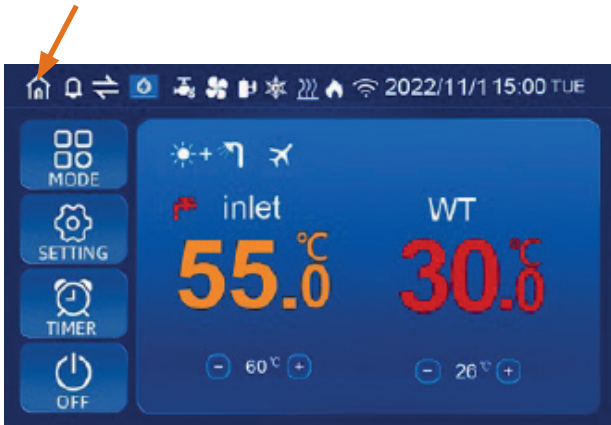 2022/11/1 15:00 TUE
MODE
inlet
WT
SETTING
55.0 °C
30.0 °C
TIMER
60 °C
26 °C
OFF